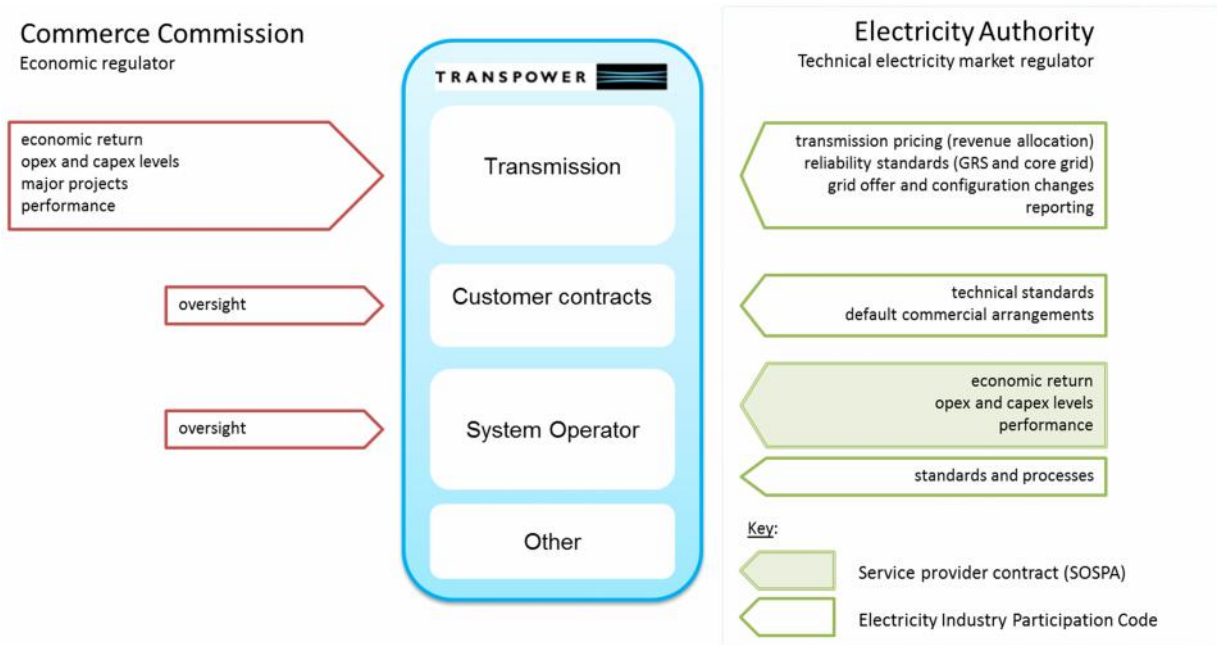 Commerce Commission
Economic regulator
economic return
opex and capex levels
major projects
performance
oversight
oversight
TRANSPOWER
Transmission
Customer contracts
System Operator
Other
Electricity Authority
Technical electricity market regulator
transmission pricing (revenue allocation)
reliability standards (GRS and core grid)
grid offer and configuration changes
reporting
technical standards
default commercial arrangements
economic return
opex and capex levels
performance
standards and processes
Key:
Service provider contract (SOSPA)
Electricity Industry Participation Code